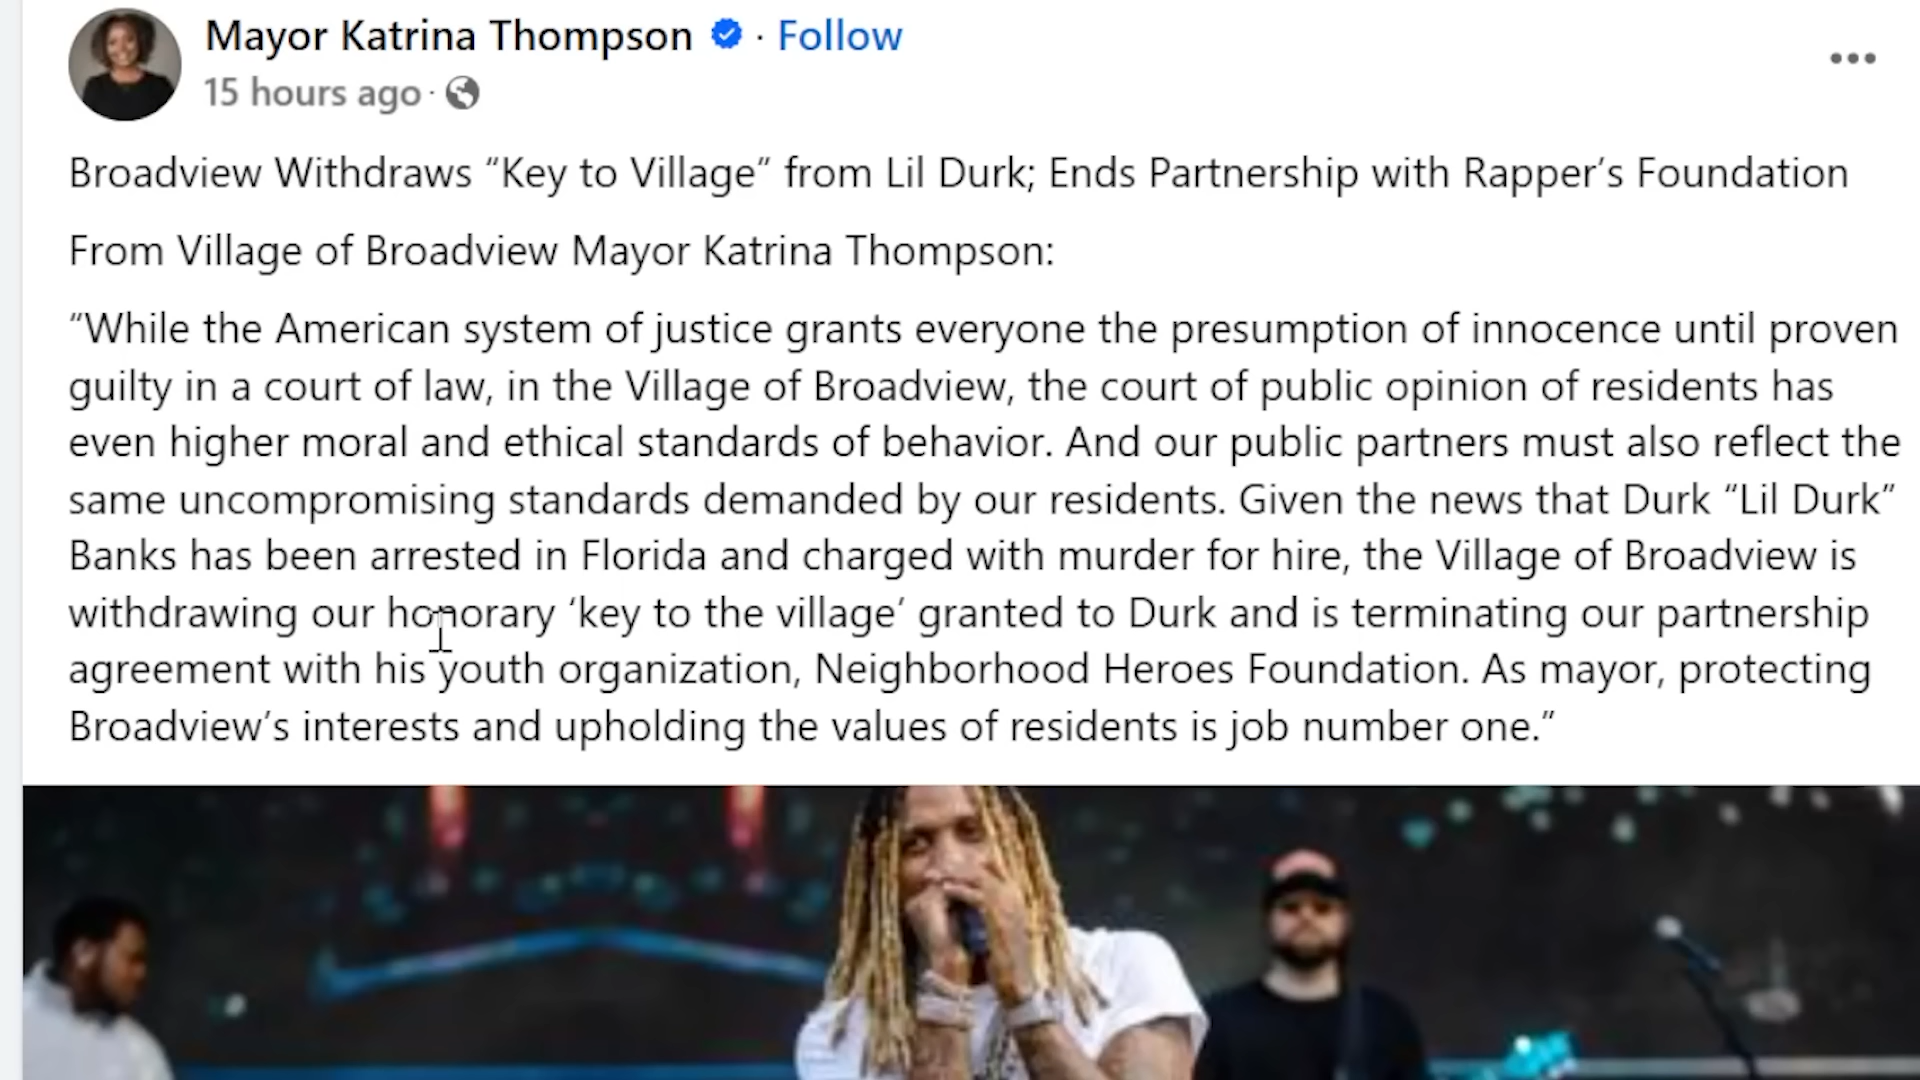 Mayor Katrina Thompson · Follow
15 hours ago ·
Broadview Withdraws “Key to Village” from Lil Durk; Ends Partnership with Rapper’s Foundation
From Village of Broadview Mayor Katrina Thompson:
“While the American system of justice grants everyone the presumption of innocence until proven
guilty in a court of law, in the Village of Broadview, the court of public opinion of residents has
even higher moral and ethical standards of behavior. And our public partners must also reflect the
same uncompromising standards demanded by our residents. Given the news that Durk “Lil Durk”
Banks has been arrested in Florida and charged with murder for hire, the Village of Broadview is
withdrawing our honorary ‘key to the village’ granted to Durk and is terminating our partnership
agreement with his youth organization, Neighborhood Heroes Foundation. As mayor, protecting
Broadview’s interests and upholding the values of residents is job number one.”